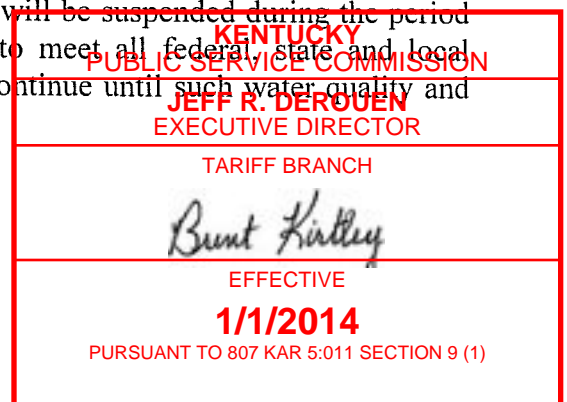 will be suspended during the period
KENTUCKY
to meet all federal, state and local
PUBLIC SERVICE COMMISSION
ontinue until such water quality and
JEFF R. DEROUEN
EXECUTIVE DIRECTOR
TARIFF BRANCH
Brent Kirtley
EFFECTIVE
1/1/2014
PURSUANT TO 807 KAR 5:011 SECTION 9 (1)